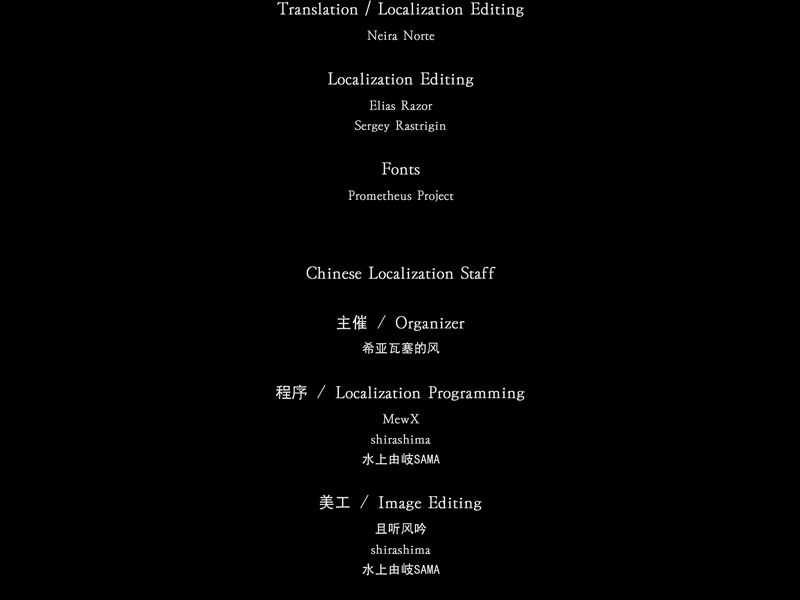 Translation / Localization Editing
Neira Norte
Localization Editing
Elias Razor
Sergey Rastrigin
Fonts
Prometheus Project
Chinese Localization Staff
主催 / Organizer
希亚瓦塞的风
程序 / Localization Programming
MewX
shirashima
水上由岐SAMA
美工 / Image Editing
且听风吟
shirashima
水上由岐SAMA